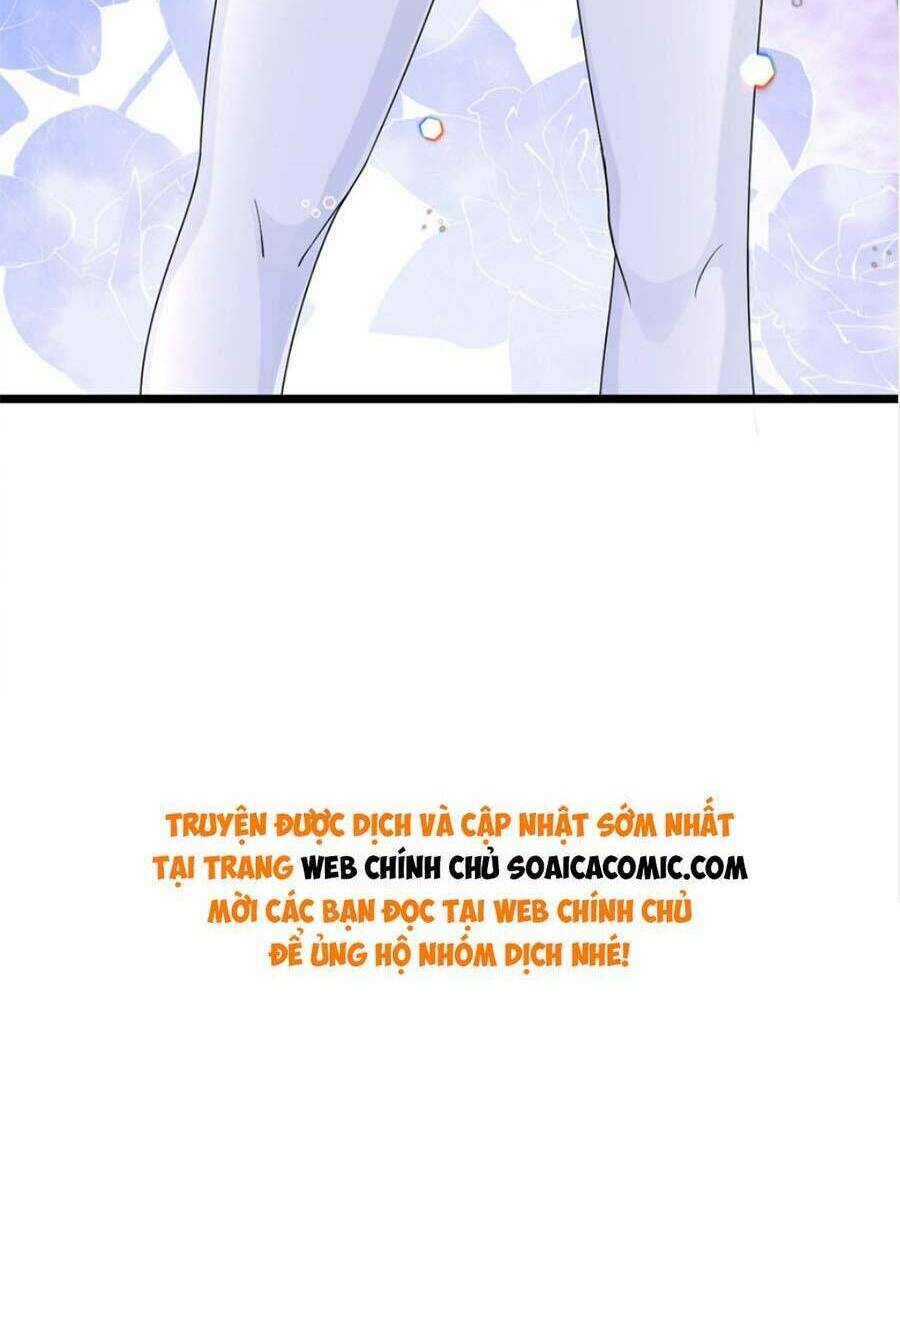 TRUYỆN ĐƯỢC DỊCH VÀ CẬP NHẬT SỚM NHẤT
TẠI TRANG WEB CHÍNH CHỦ SOAICACOMIC.COM
MỜI CÁC BẠN ĐỌC TẠI WEB CHÍNH CHỦ
ĐỂ ỦNG HỘ NHÓM DỊCH NHÉ!